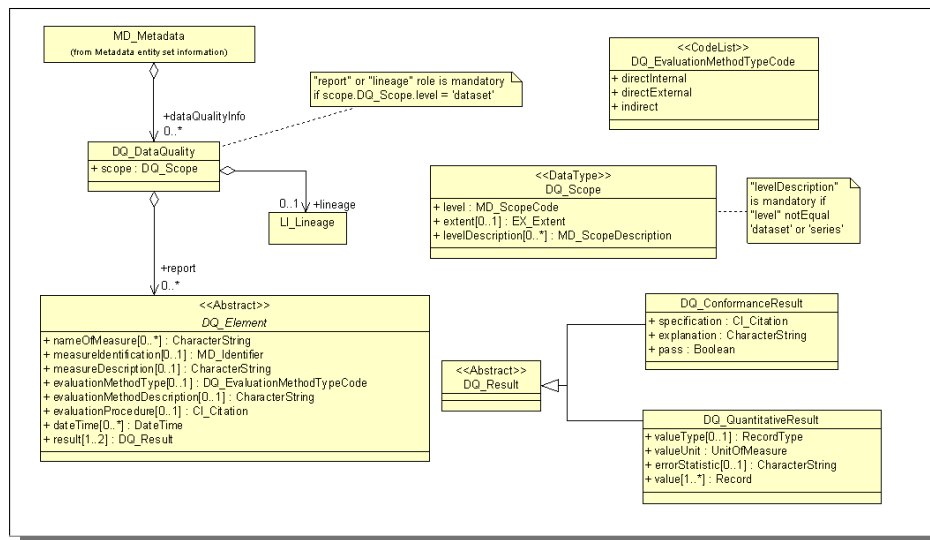 MD_Metadata
(from Metadata entity set information)
+dataQualityInfo
0..*
"report" or "lineage" role is mandatory
if scope.DQ_Scope.level = 'dataset'
<<CodeList>>
DQ_EvaluationMethodTypeCode
+ directInternal
+ directExternal
+ indirect
DQ_DataQuality
+ scope : DQ_Scope
0..1
+lineage
LI_Lineage
<<DataType>>
DQ_Scope
+ level : MD_ScopeCode
+ extent[0..1] : EX_Extent
+ levelDescription[0..*] : MD_ScopeDescription
"levelDescription"
is mandatory if
"level" notEqual
'dataset' or 'series'
+report
0..*
<<Abstract>>
DQ_Element
+ nameOfMeasure[0..*] : CharacterString
+ measureIdentification[0..1] : MD_Identifier
+ measureDescription[0..1] : CharacterString
+ evaluationMethodType[0..1] : DQ_EvaluationMethodTypeCode
+ evaluationMethodDescription[0..1] : CharacterString
+ evaluationProcedure[0..1] : CI_Citation
+ dateTime[0..*] : DateTime
+ result[1..2] : DQ_Result
<<Abstract>>
DQ_Result
DQ_ConformanceResult
+ specification : CI_Citation
+ explanation : CharacterString
+ pass : Boolean
DQ_QuantitativeResult
+ valueType[0..1] : RecordType
+ valueUnit : UnitOfMeasure
+ errorStatistic[0..1] : CharacterString
+ value[1..*] : Record